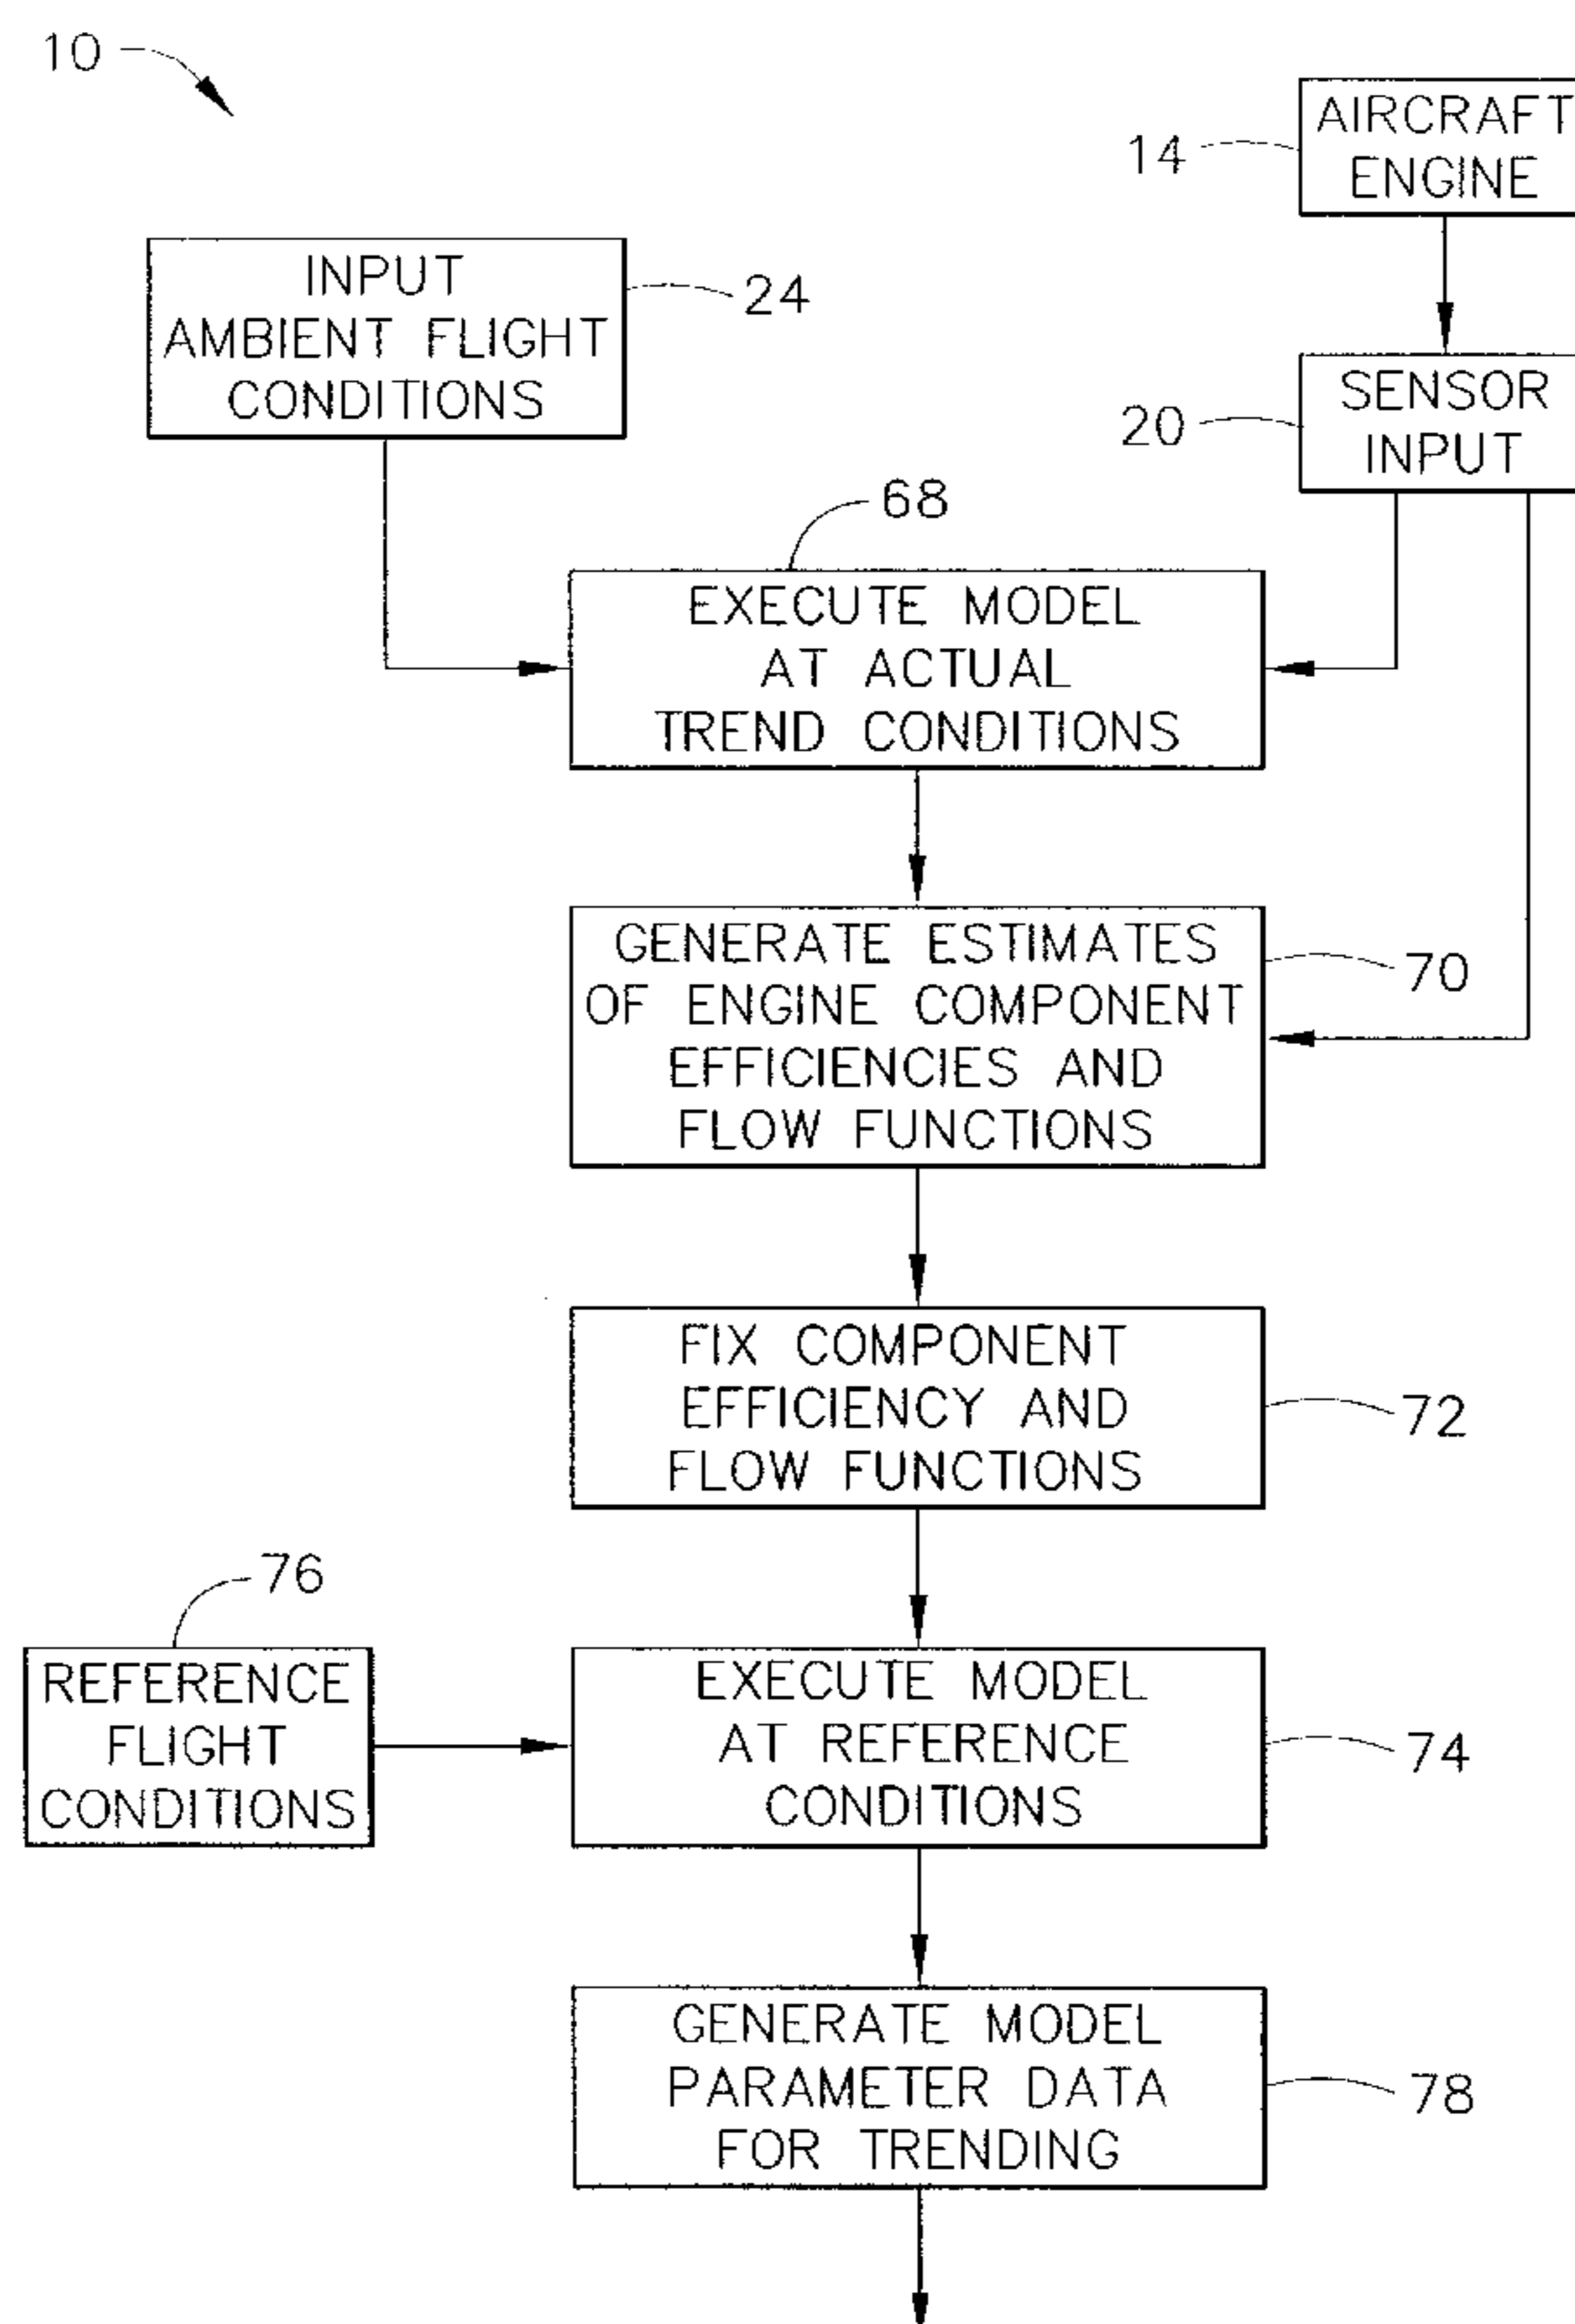 10
AIRCRAFT
ENGINE
14
INPUT
AMBIENT FLIGHT
CONDITIONS
24
SENSOR
INPUT
20
68
EXECUTE MODEL
AT ACTUAL
TREND CONDITIONS
GENERATE ESTIMATES
OF ENGINE COMPONENT
EFFICIENCIES AND
FLOW FUNCTIONS
70
FIX COMPONENT
EFFICIENCY AND
FLOW FUNCTIONS
72
76
REFERENCE
FLIGHT
CONDITIONS
EXECUTE MODEL
AT REFERENCE
CONDITIONS
74
GENERATE MODEL
PARAMETER DATA
FOR TRENDING
78